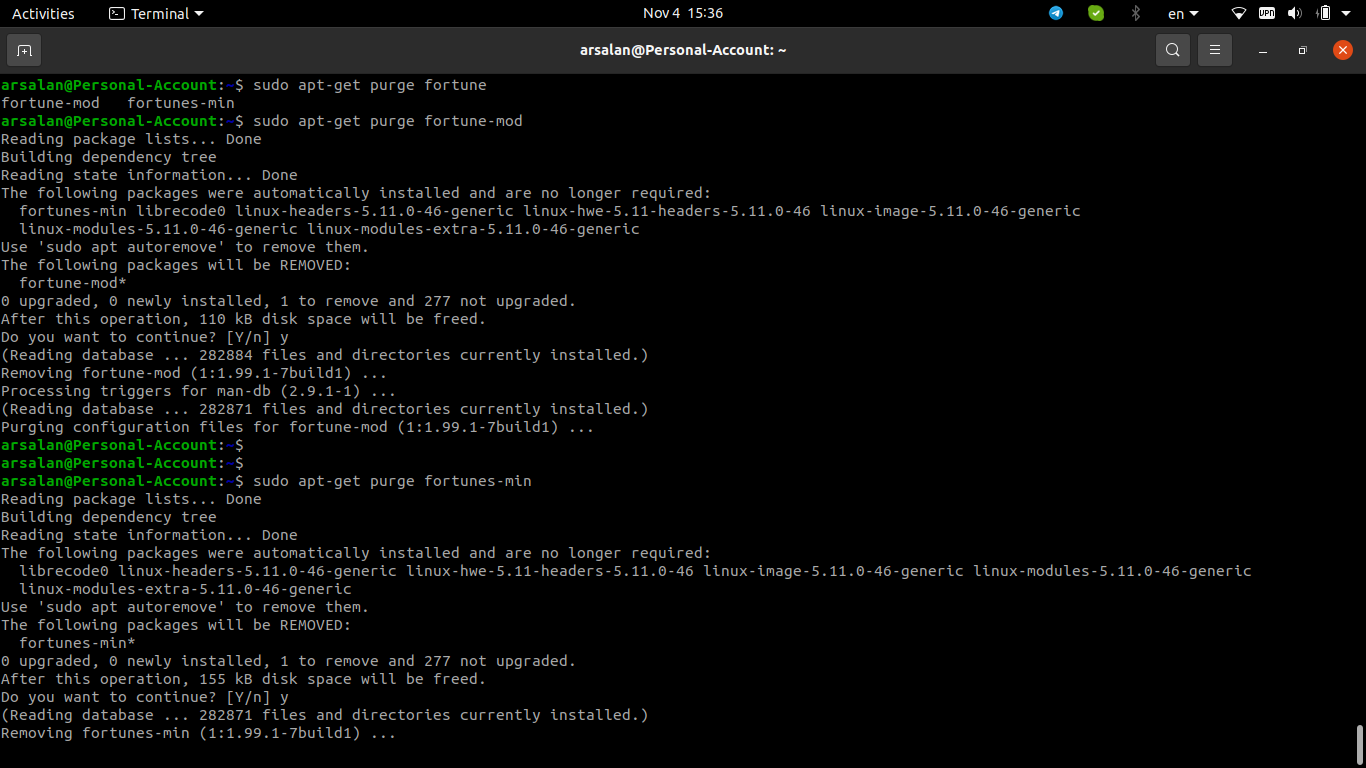 Activities Terminal Nov 4 15:36 en VPN
arsalan@Personal-Account: ~
arsalan@Personal-Account:~$ sudo apt-get purge fortune
fortune-mod   fortunes-min
arsalan@Personal-Account:~$ sudo apt-get purge fortune-mod
Reading package lists... Done
Building dependency tree
Reading state information... Done
The following packages were automatically installed and are no longer required:
  fortunes-min librecode0 linux-headers-5.11.0-46-generic linux-hwe-5.11-headers-5.11.0-46 linux-image-5.11.0-46-generic
  linux-modules-5.11.0-46-generic linux-modules-extra-5.11.0-46-generic
Use 'sudo apt autoremove' to remove them.
The following packages will be REMOVED:
  fortune-mod*
0 upgraded, 0 newly installed, 1 to remove and 277 not upgraded.
After this operation, 110 kB disk space will be freed.
Do you want to continue? [Y/n] y
(Reading database ... 282884 files and directories currently installed.)
Removing fortune-mod (1:1.99.1-7build1) ...
Processing triggers for man-db (2.9.1-1) ...
(Reading database ... 282871 files and directories currently installed.)
Purging configuration files for fortune-mod (1:1.99.1-7build1) ...
arsalan@Personal-Account:~$
arsalan@Personal-Account:~$
arsalan@Personal-Account:~$ sudo apt-get purge fortunes-min
Reading package lists... Done
Building dependency tree
Reading state information... Done
The following packages were automatically installed and are no longer required:
  librecode0 linux-headers-5.11.0-46-generic linux-hwe-5.11-headers-5.11.0-46 linux-image-5.11.0-46-generic linux-modules-5.11.0-46-generic
  linux-modules-extra-5.11.0-46-generic
Use 'sudo apt autoremove' to remove them.
The following packages will be REMOVED:
  fortunes-min*
0 upgraded, 0 newly installed, 1 to remove and 277 not upgraded.
After this operation, 155 kB disk space will be freed.
Do you want to continue? [Y/n] y
(Reading database ... 282871 files and directories currently installed.)
Removing fortunes-min (1:1.99.1-7build1) ...